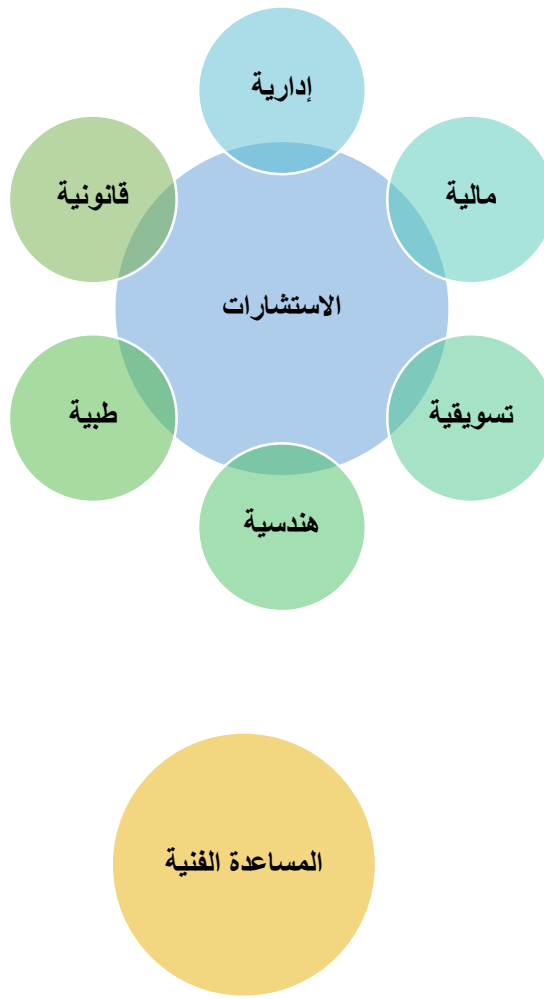 إدارية
مالية
قانونية
الاستشارات
تسويقية
طبية
هندسية
المساعدة الفنية